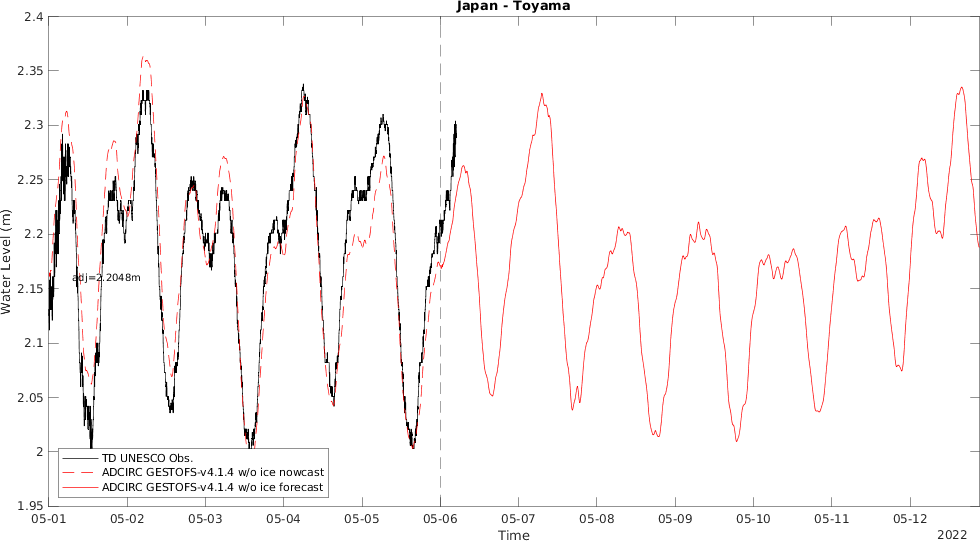 Japan - Toyama
2.4
2.35
2.3
2.25
2.2
2.15
2.1
2.05
2
1.95
Water Level (m)
adj=2.2048m
TD UNESCO Obs.
ADCIRC GESTOFS-v4.1.4 w/o ice nowcast
ADCIRC GESTOFS-v4.1.4 w/o ice forecast
05-01 05-02 05-03 05-04 05-05 05-06 05-07 05-08 05-09 05-10 05-11 05-12
Time
2022